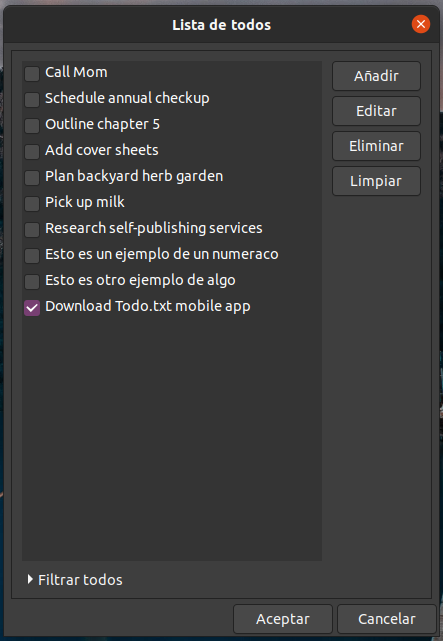 Lista de todos
Call Mom
Schedule annual checkup
Outline chapter 5
Add cover sheets
Plan backyard herb garden
Pick up milk
Research self-publishing services
Esto es un ejemplo de un numeraco
Esto es otro ejemplo de algo
Download Todo.txt mobile app
Añadir
Editar
Eliminar
Limpiar
Filtrar todos
Aceptar
Cancelar